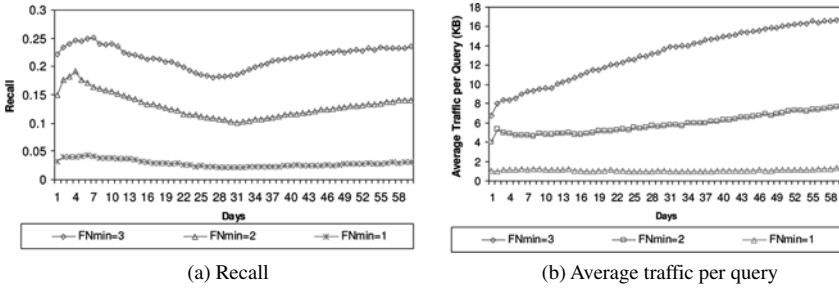 0.3
0.25
0.2
0.15
0.1
0.05
0
Recall
1 4 7 10 13 16 19 22 25 28 31 34 37 40 43 46 49 52 55 58
Days
FNmin=3 FNmin=2 FNmin=1
(a) Recall
18
16
14
12
10
8
6
4
2
0
Average Traffic per Query (KB)
1 4 7 10 13 16 19 22 25 28 31 34 37 40 43 46 49 52 55 58
Days
FNmin=3 FNmin=2 FNmin=1
(b) Average traffic per query